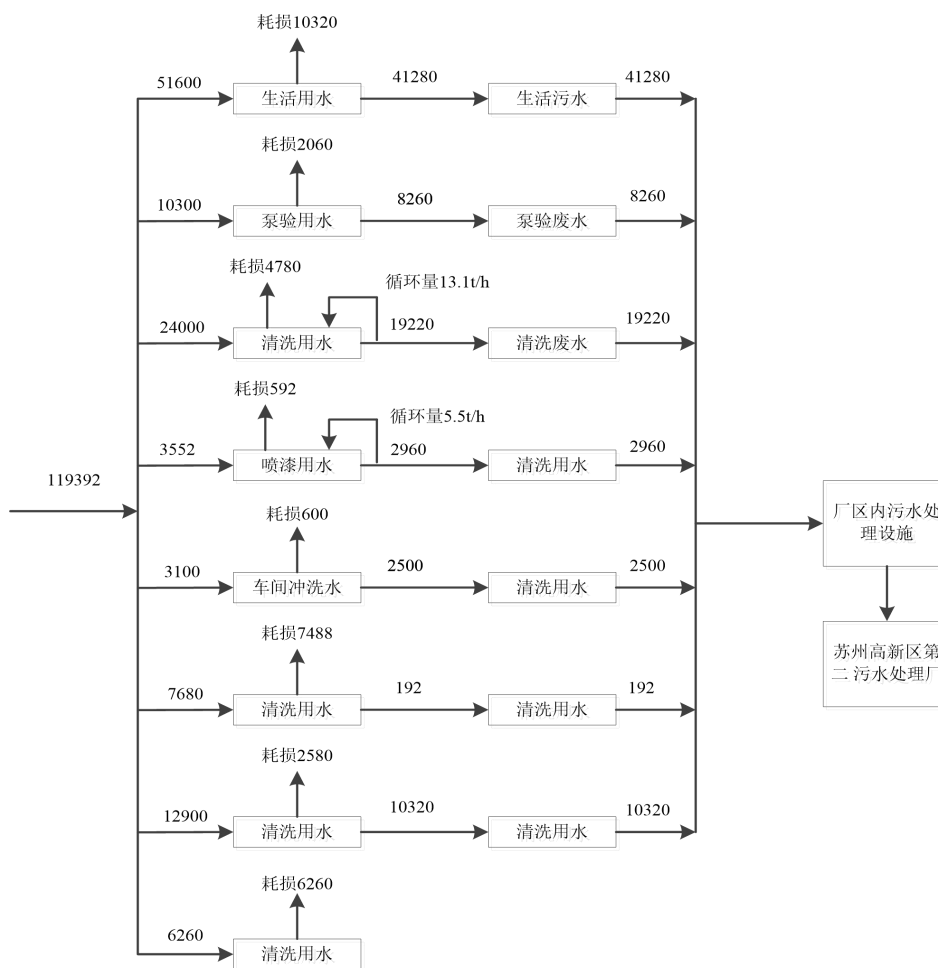 耗损10320
51600
生活用水
41280
生活污水
41280
耗损2060
10300
泵验用水
8260
泵验废水
8260
耗损4780
循环量13.1t/h
24000
清洗用水
19220
清洗废水
19220
耗损592
循环量5.5t/h
3552
喷漆用水
2960
清洗用水
2960
119392
耗损600
厂区内污水处
理设施
3100
车间冲洗水
2500
清洗用水
2500
耗损7488
苏州高新区第
二 污水处理厂
7680
清洗用水
192
清洗用水
192
耗损2580
12900
清洗用水
10320
清洗用水
10320
耗损6260
6260
清洗用水